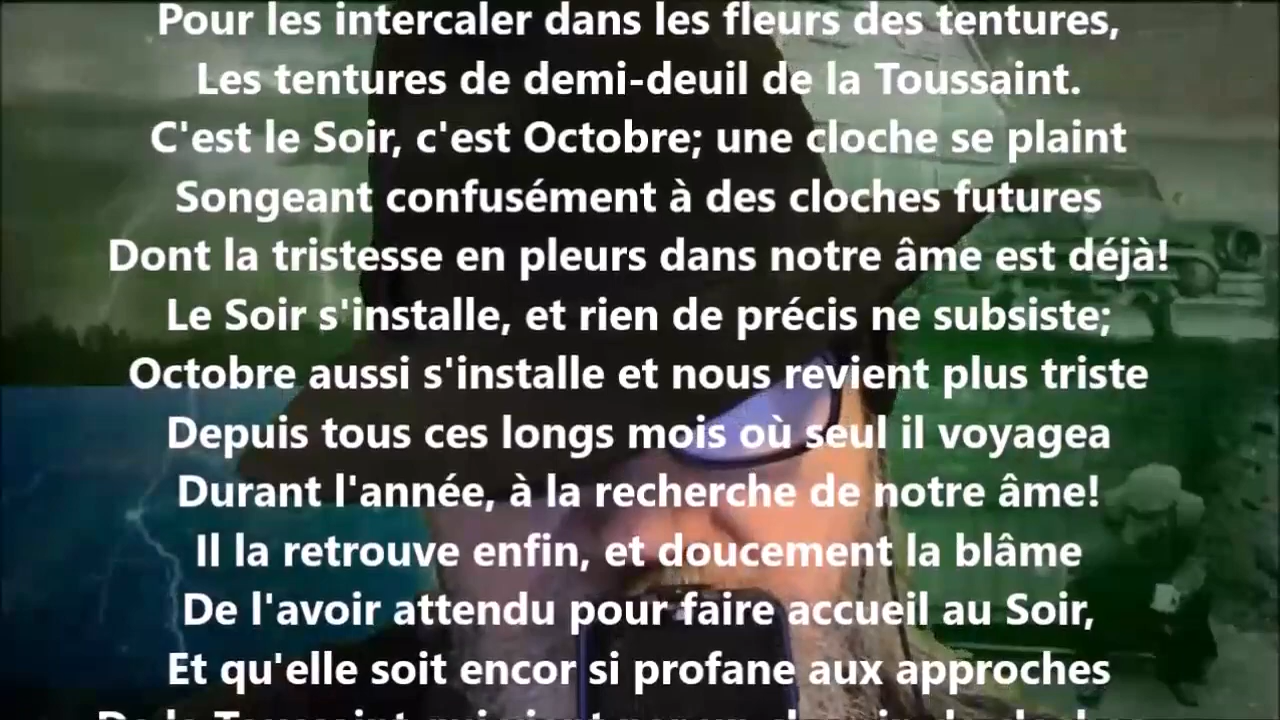 Pour les intercaler dans les fleurs des tentures,
Les tentures de demi-deuil de la Toussaint.
C'est le Soir, c'est Octobre; une cloche se plaint
Songeant confusément à des cloches futures
Dont la tristesse en pleurs dans notre âme est déjà!
Le Soir s'installe, et rien de précis ne subsiste;
Octobre aussi s'installe et nous revient plus triste
Depuis tous ces longs mois où seul il voyagea
Durant l'année, à la recherche de notre âme!
Il la retrouve enfin, et doucement la blâme
De l'avoir attendu pour faire accueil au Soir,
Et qu'elle soit encor si profane aux approches
De la Toussaint qui